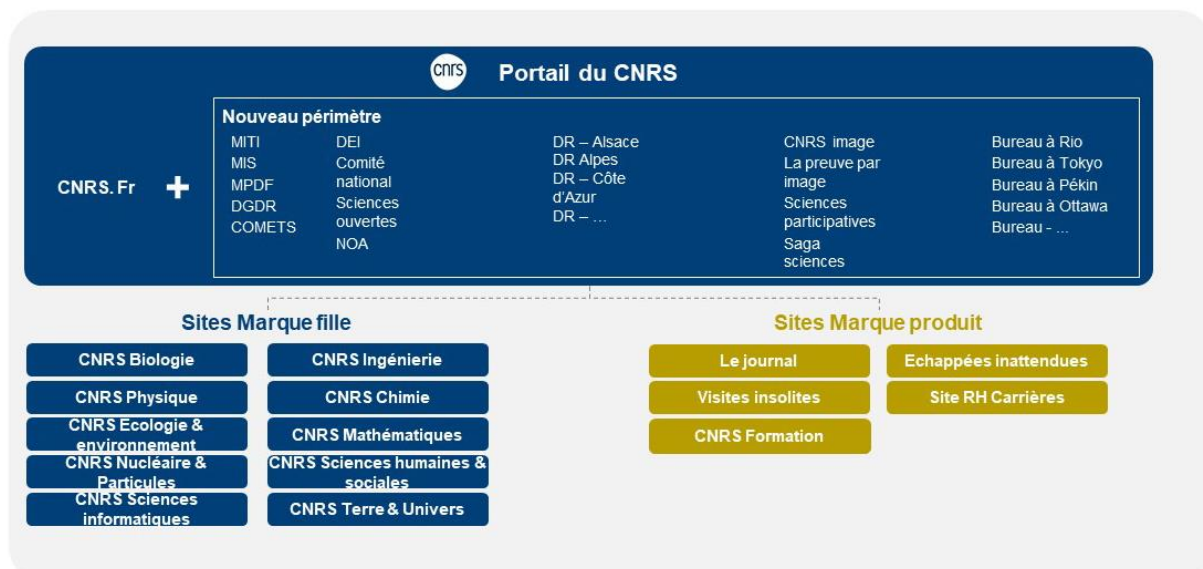 cnrs
Portail du CNRS
CNRS. Fr
+
Nouveau périmètre
MITI
MIS
MPDF
DGDR
COMETS
DEI
Comité
national
Sciences
ouvertes
NOA
DR – Alsace
DR Alpes
DR – Côte
d'Azur
DR – ...
CNRS image
La preuve par
image
Sciences
participatives
Saga
sciences
Bureau à Rio
Bureau à Tokyo
Bureau à Pékin
Bureau à Ottawa
Bureau - ...
Sites Marque fille
CNRS Biologie
CNRS Physique
CNRS Ecologie &
environnement
CNRS Nucléaire &
Particules
CNRS Sciences
informatiques
CNRS Ingénierie
CNRS Chimie
CNRS Mathématiques
CNRS Sciences humaines &
sociales
CNRS Terre & Univers
Sites Marque produit
Le journal
Visites insolites
CNRS Formation
Echappées inattendues
Site RH Carrières